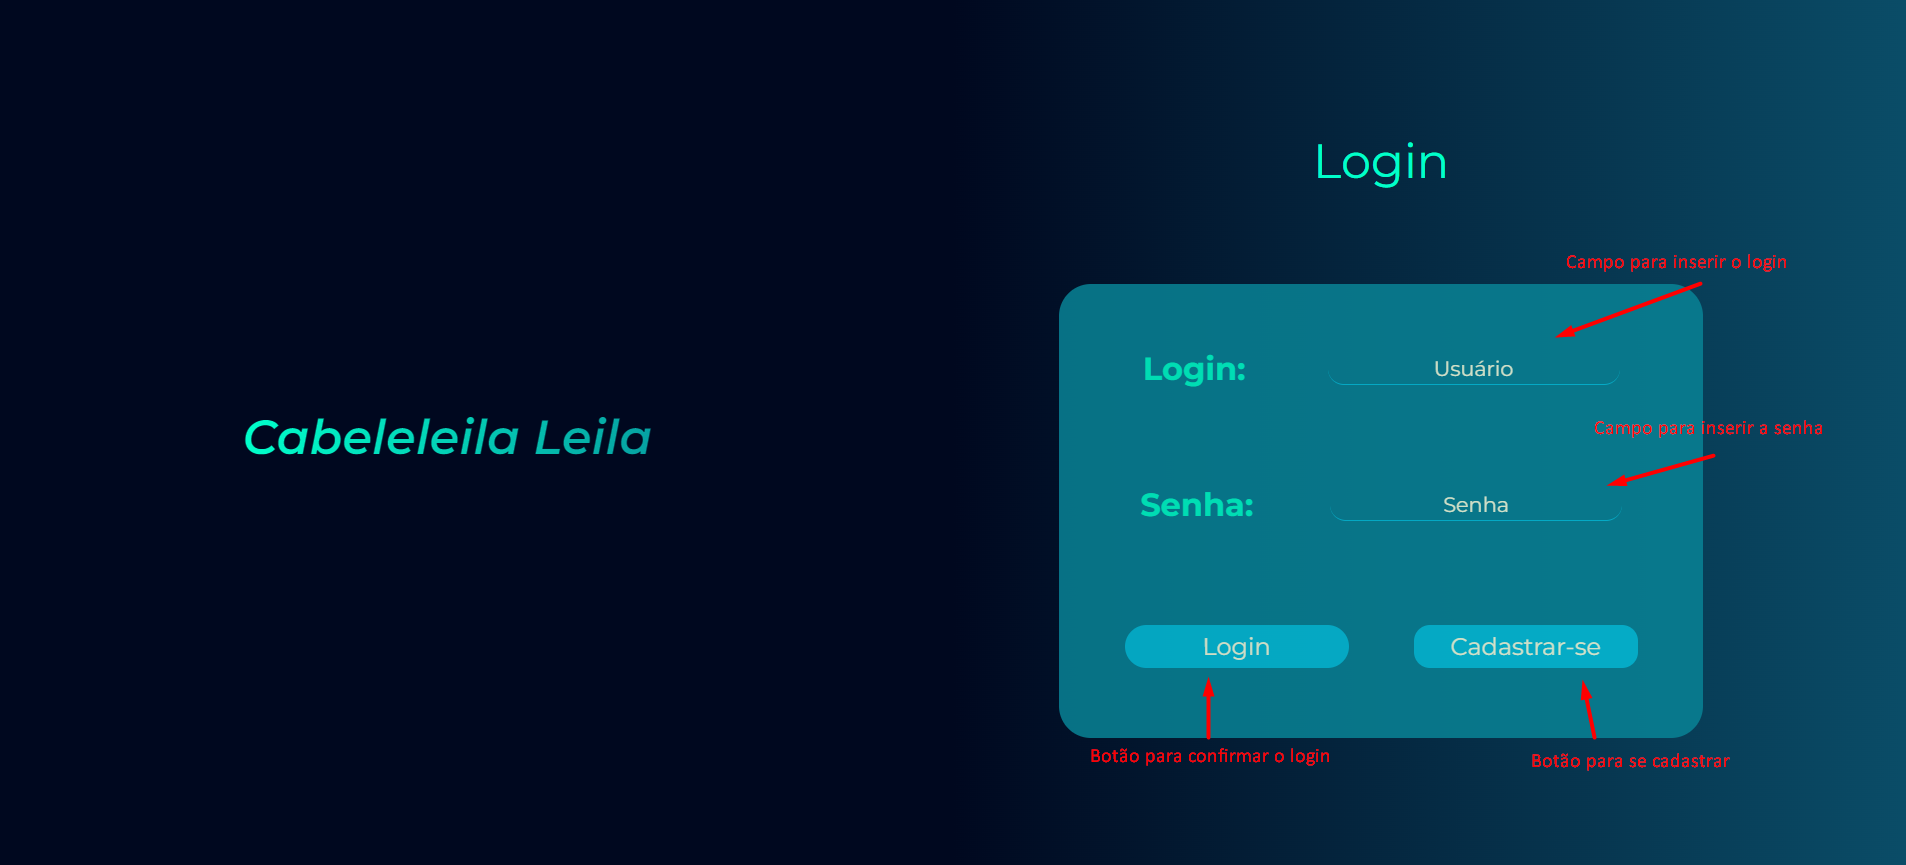 Cabeleleila Leila
Login
Campo para inserir o login
Login:
Usuário
Campo para inserir a senha
Senha:
Senha
Login
Cadastrar-se
Botão para confirmar o login
Botão para se cadastrar